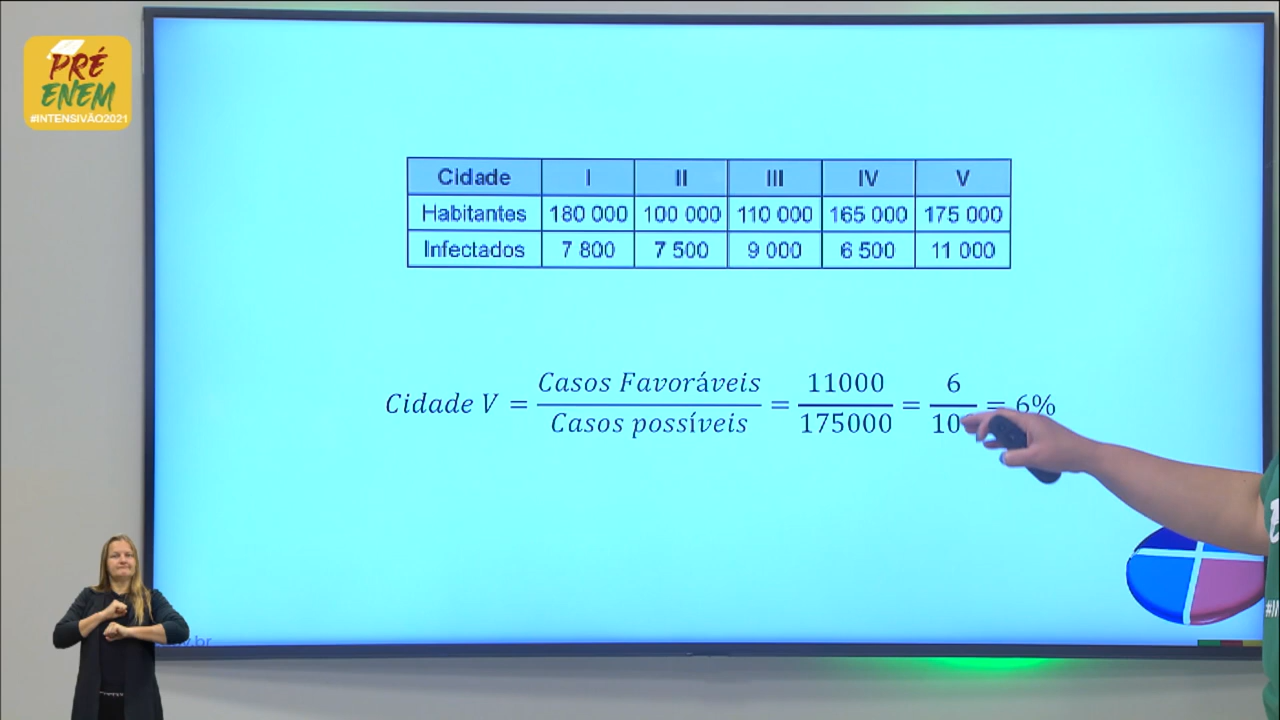 PRÉ
ENEM
#INTENSIVÃO2021
Cidade I II III IV V
Habitantes 180 000 100 000 110 000 165 000 175 000
Infectados 7 800 7 500 9 000 6 500 11 000
Cidade V = Casos Favoráveis / Casos possíveis = 11000 / 175000 = 6 / 10 = 6%